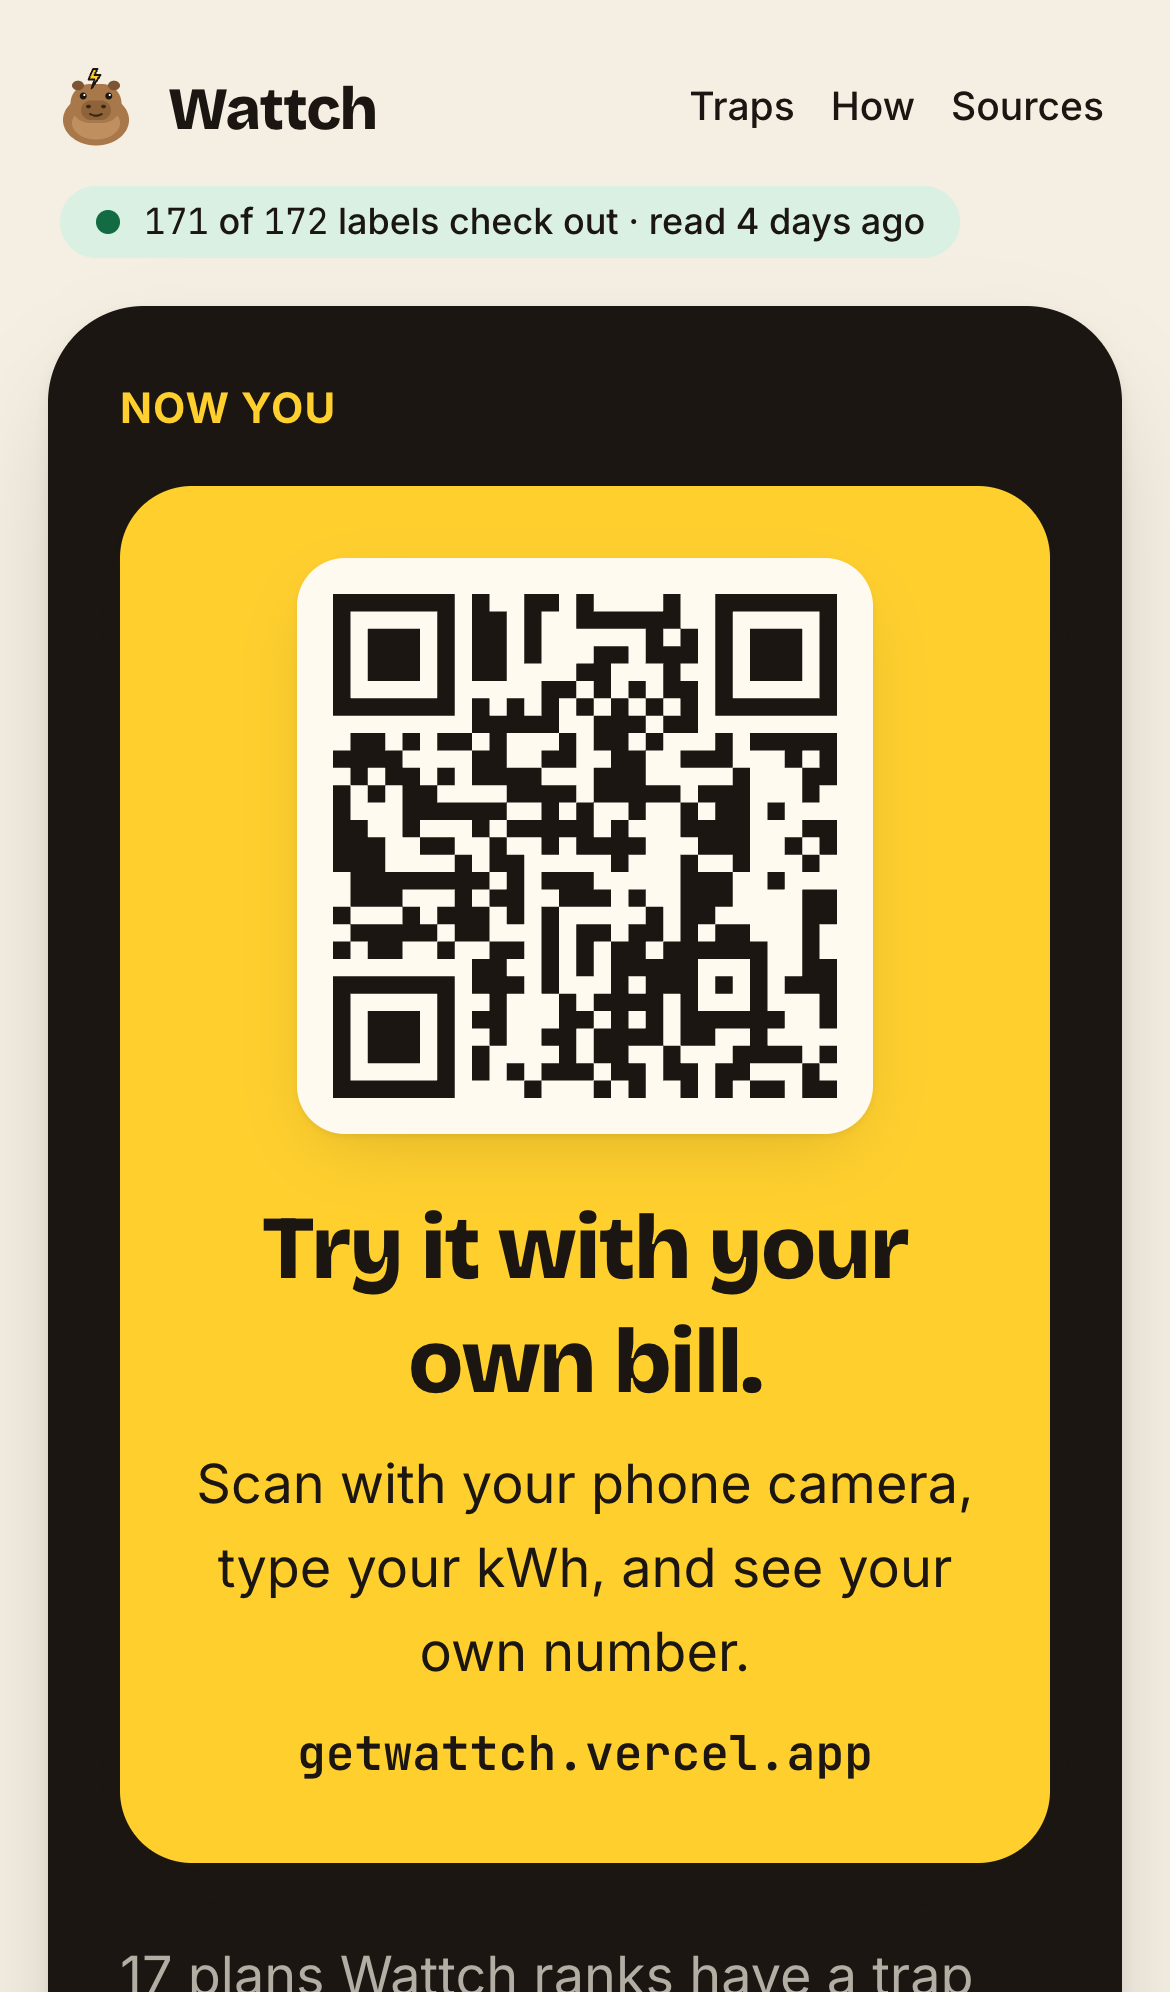 Wattch
Traps How Sources
171 of 172 labels check out · read 4 days ago
NOW YOU
Try it with your
own bill.
Scan with your phone camera,
type your kWh, and see your
own number.
getwattch.vercel.app
17 plans Wattch ranks have a trap